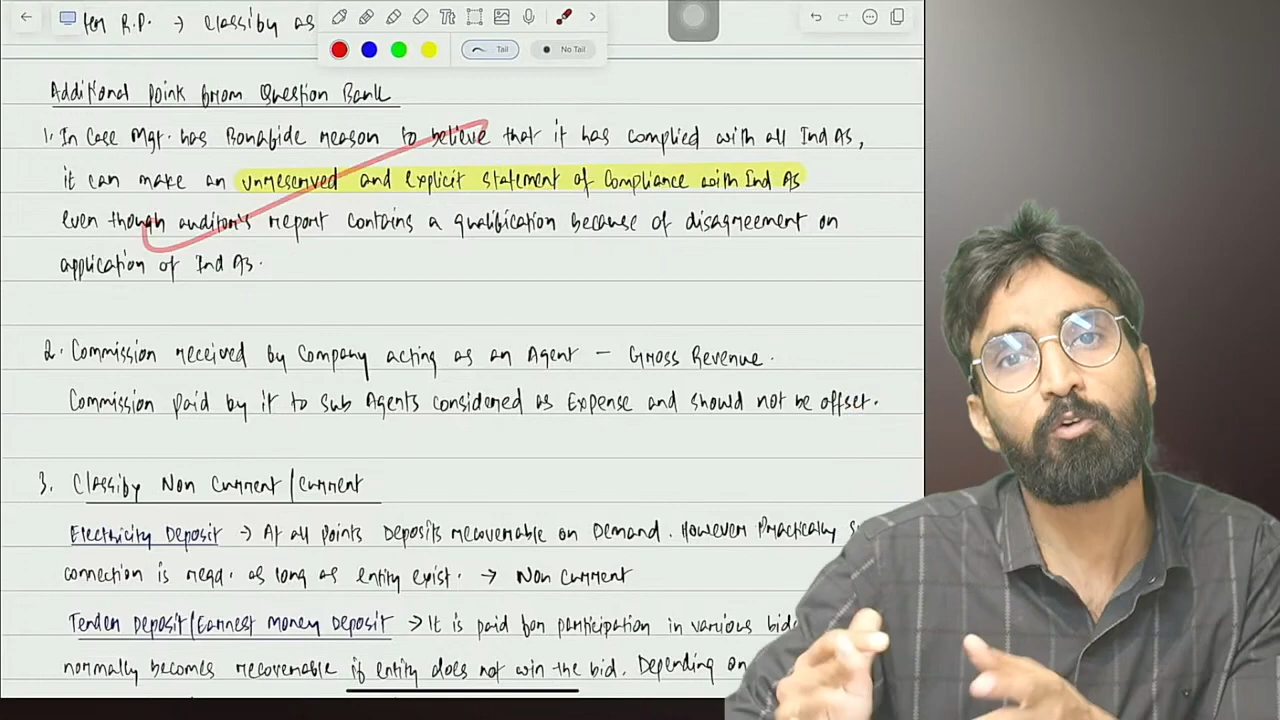 for R.P. → Classify as
Tail
No Tail
Additional Point from Question Bank
1. In Case Mgt. has Bonafide reason to believe that it has complied with all Ind AS,
it can make an unreserved and explicit statement of Compliance with Ind AS
even though auditor's report contains a qualification because of disagreement on
application of Ind AS.
2. Commission received by Company acting as an Agent – Gross Revenue.
Commission paid by it to Sub Agents considered as Expense and should not be offset.
3. Classify Non Current/Current
Electricity Deposit → At all points Deposits recoverable on Demand. However Practically
connection is reqd. as long as entity exist. → Non Current
Tender Deposit/Earnest Money Deposit → It is paid for participation in various
normally becomes recoverable if entity does not win the bid. Depending on